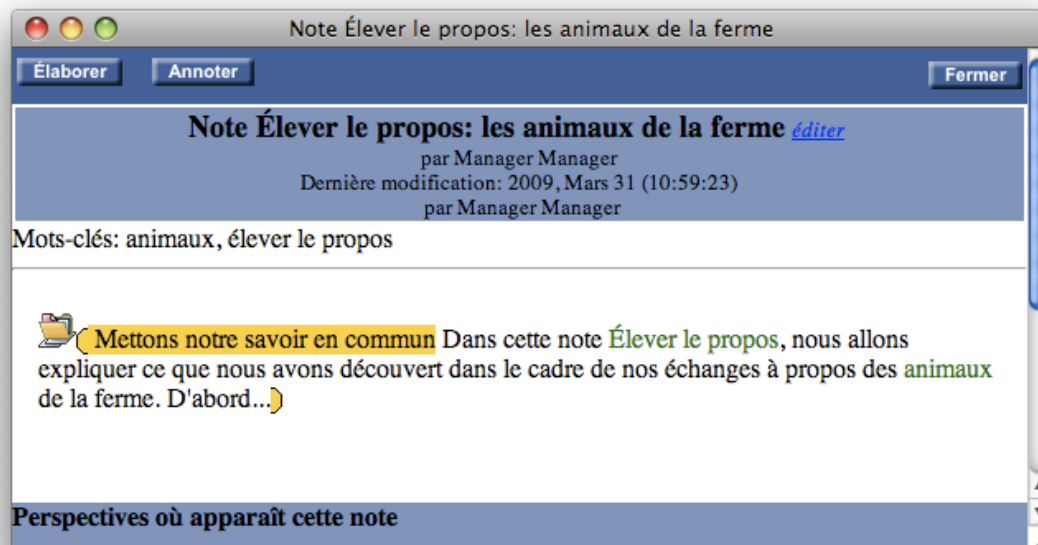 Note Élever le propos: les animaux de la ferme
Élaborer Annoter Fermer
Note Élever le propos: les animaux de la ferme éditer
par Manager Manager
Dernière modification: 2009, Mars 31 (10:59:23)
par Manager Manager
Mots-clés: animaux, élever le propos
Mettons notre savoir en commun Dans cette note Élever le propos, nous allons
expliquer ce que nous avons découvert dans le cadre de nos échanges à propos des animaux
de la ferme. D'abord...
Perspectives où apparaît cette note